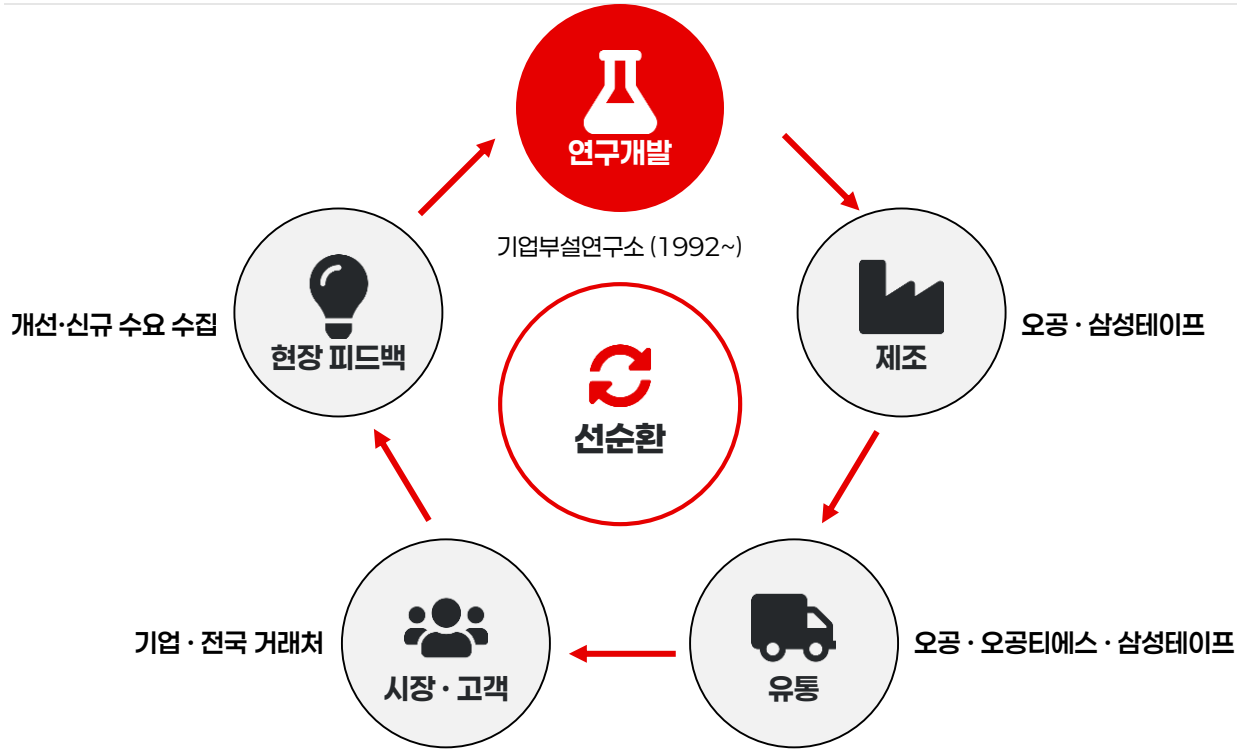 연구개발
기업부설연구소 (1992~)
개선·신규 수요 수집
현장 피드백
제조
오공 · 삼성테이프
선순환
기업 · 전국 거래처
시장 · 고객
유통
오공 · 오공티에스 · 삼성테이프